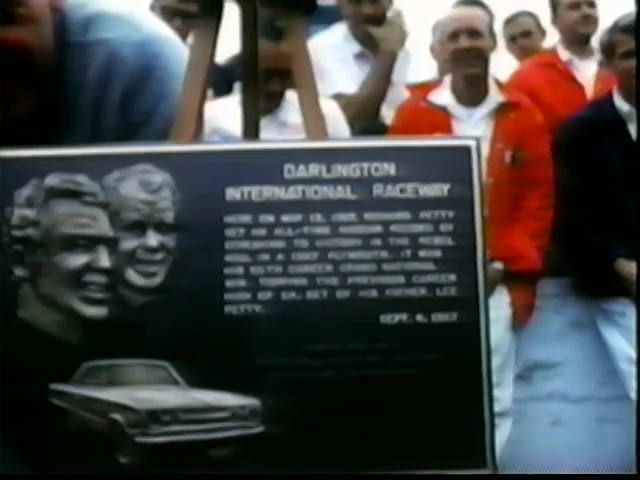 DARLINGTON
INTERNATIONAL RACEWAY
HERE ON MAY 13, 1967, RICHARD PETTY
SET AN ALL-TIME NASCAR RECORD BY
STREAKING TO VICTORY IN THE REBEL
IN A 1967 PLYMOUTH. IT WAS
HIS 55TH CAREER GRAND NATIONAL
WIN, TOPPING THE PREVIOUS CAREER
HIGH OF 54, SET BY HIS FATHER, LEE
PETTY.
SEPT. 4, 1967